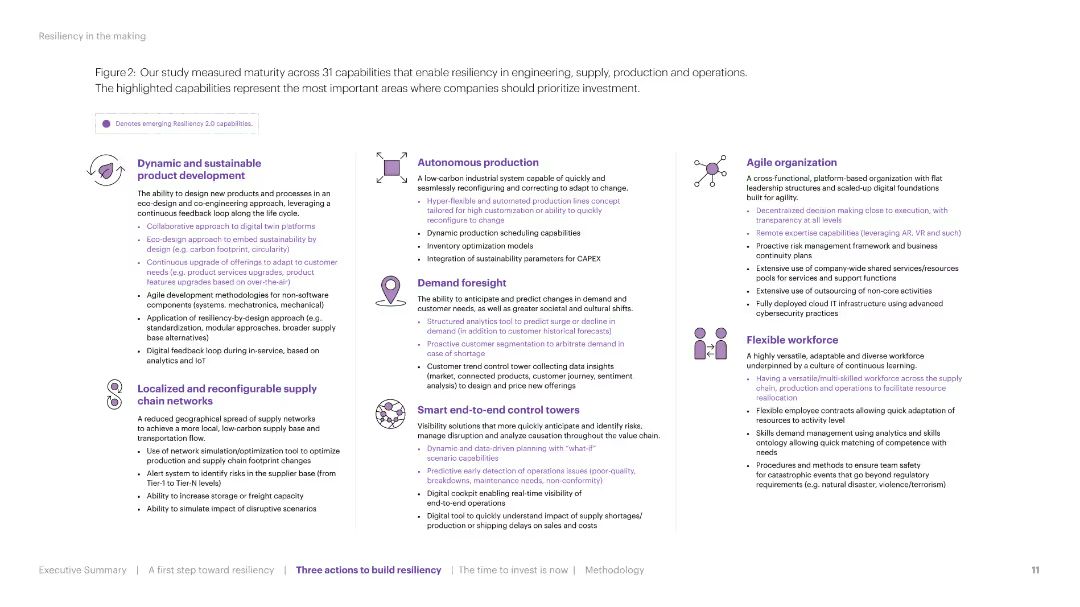 Resiliency in the making
Figure 2: Our study measured maturity across 31 capabilities that enable resiliency in engineering, supply, production and operations.
The highlighted capabilities represent the most important areas where companies should prioritize investment.
Denotes emerging Resiliency 2.0 capabilities.
Dynamic and sustainable
product development
The ability to design new products and processes in an
eco-design and co-engineering approach, leveraging a
continuous feedback loop along the life cycle.
• Collaborative approach to digital twin platforms
• Eco-design approach to embed sustainability by
design (e.g. carbon footprint, circularity)
• Continuous upgrade of offerings to adapt to customer
needs (e.g. product services upgrades, product
features upgrades based on over-the-air)
• Agile development methodologies for non-software
components (systems, mechatronics, mechanical)
• Application of resiliency-by-design approach (e.g.
standardization, modular approaches, broader supply
base alternatives)
• Digital feedback loop during in-service, based on
analytics and IoT
Localized and reconfigurable supply
chain networks
A reduced geographical spread of supply networks
to achieve a more local, low-carbon supply base and
transportation flow.
• Use of network simulation/optimization tool to optimize
production and supply chain footprint changes
• Alert system to identify risks in the supplier base (from
Tier-1 to Tier-N levels)
• Ability to increase storage or freight capacity
• Ability to simulate impact of disruptive scenarios
Autonomous production
A low-carbon industrial system capable of quickly and
seamlessly reconfiguring and correcting to adapt to change.
• Hyper-flexible and automated production lines concept
tailored for high customization or ability to quickly
reconfigure to change
• Dynamic production scheduling capabilities
• Inventory optimization models
• Integration of sustainability parameters for CAPEX
Demand foresight
The ability to anticipate and predict changes in demand and
customer needs, as well as greater societal and cultural shifts.
• Structured analytics tool to predict surge or decline in
demand (in addition to customer historical forecasts)
• Proactive customer segmentation to arbitrate demand in
case of shortage
• Customer trend control tower collecting data insights
(market, connected products, customer journey, sentiment
analysis) to design and price new offerings
Smart end-to-end control towers
Visibility solutions that more quickly anticipate and identify risks,
manage disruption and analyze causation throughout the value chain.
• Dynamic and data-driven planning with “what-if”
scenario capabilities
• Predictive early detection of operations issues (poor-quality,
breakdowns, maintenance needs, non-conformity)
• Digital cockpit enabling real-time visibility of
end-to-end operations
• Digital tool to quickly understand impact of supply shortages/
production or shipping delays on sales and costs
Agile organization
A cross-functional, platform-based organization with flat
leadership structures and scaled-up digital foundations
built for agility.
• Decentralized decision making close to execution, with
transparency at all levels
• Remote expertise capabilities (leveraging AR, VR and such)
• Proactive risk management framework and business
continuity plans
• Extensive use of company-wide shared services/resources
pools for services and support functions
• Extensive use of outsourcing of non-core activities
• Fully deployed cloud IT infrastructure using advanced
cybersecurity practices
Flexible workforce
A highly versatile, adaptable and diverse workforce
underpinned by a culture of continuous learning.
• Having a versatile/multi-skilled workforce across the supply
chain, production and operations to facilitate resource
reallocation
• Flexible employee contracts allowing quick adaptation of
resources to activity level
• Skills demand management using analytics and skills
ontology allowing quick matching of competence with
needs
• Procedures and methods to ensure team safety
for catastrophic events that go beyond regulatory
requirements (e.g. natural disaster, violence/terrorism)
Executive Summary | A first step toward resiliency | Three actions to build resiliency | The time to invest is now | Methodology
11